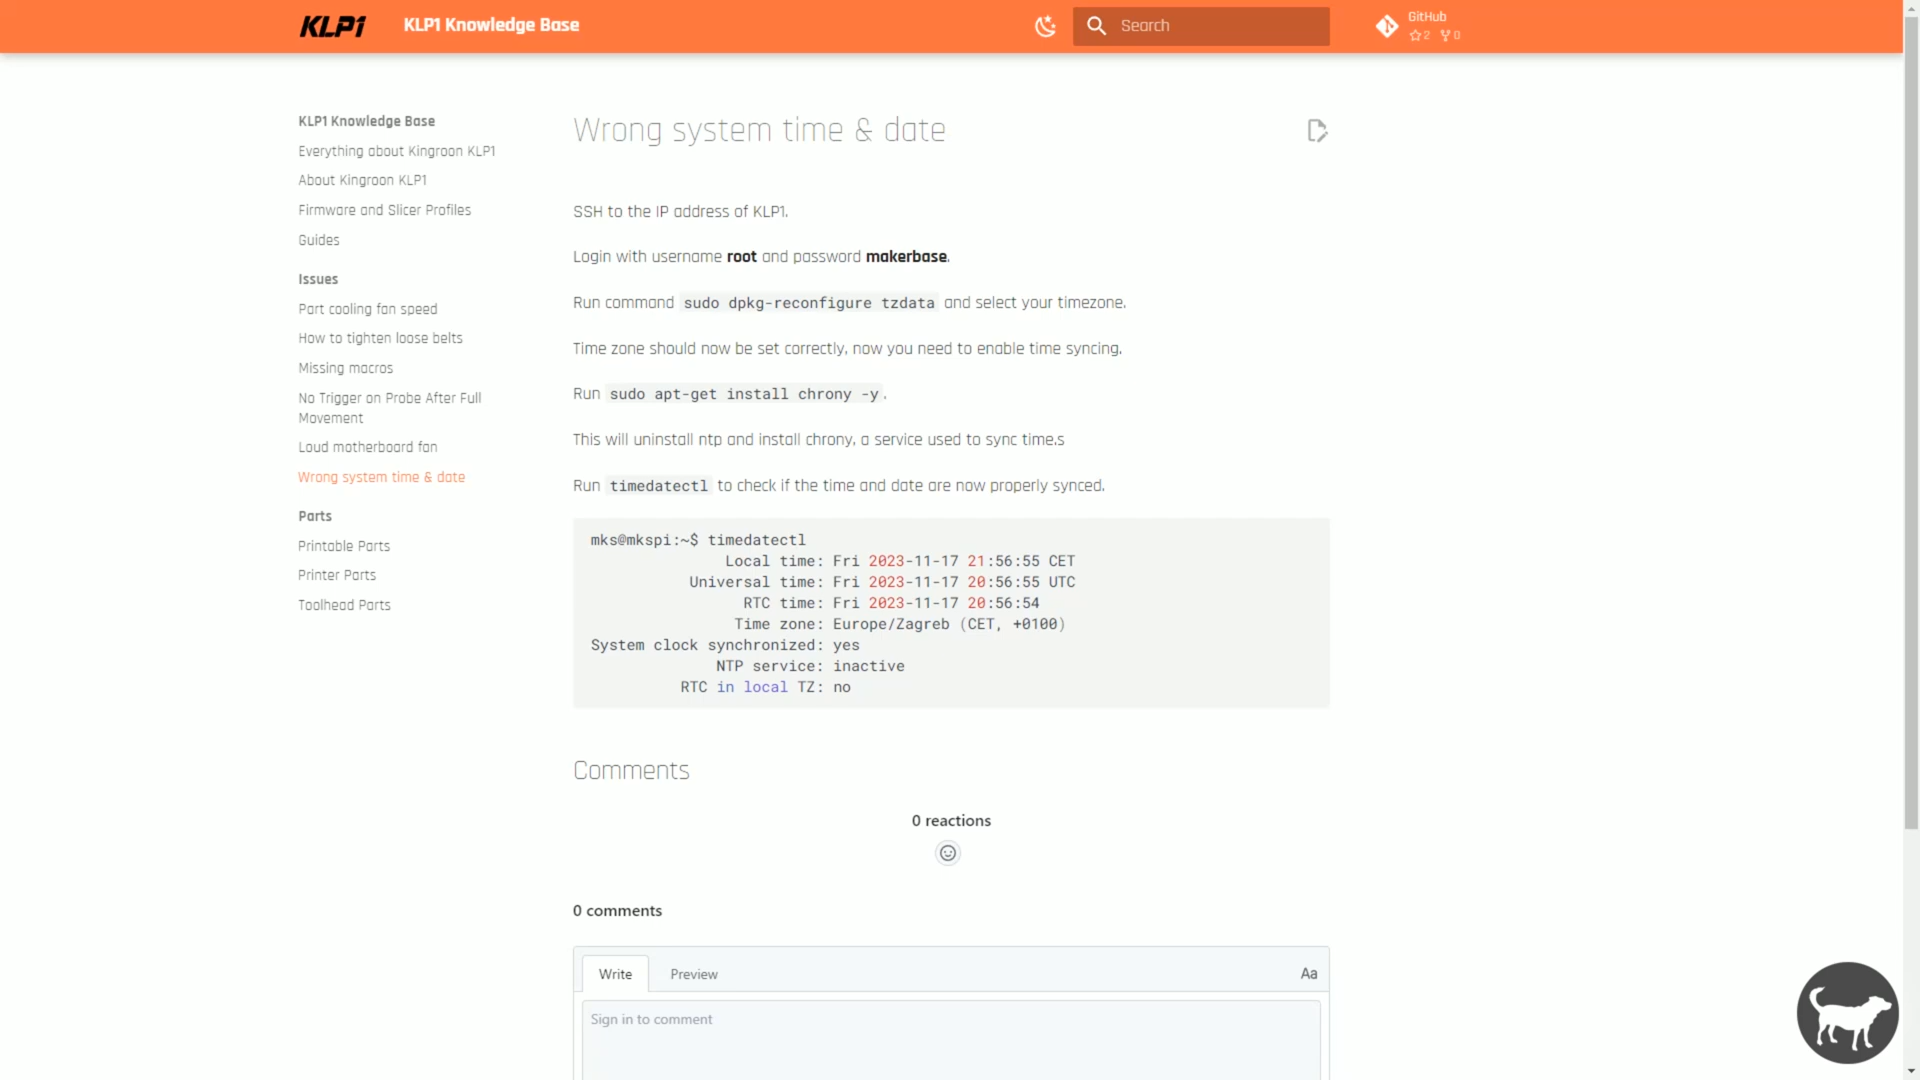 KLP1
KLP1 Knowledge Base
Search
GitHub
2 0
KLP1 Knowledge Base
Everything about Kingroon KLP1
About Kingroon KLP1
Firmware and Slicer Profiles
Guides
Issues
Part cooling fan speed
How to tighten loose belts
Missing macros
No Trigger on Probe After Full
Movement
Loud motherboard fan
Wrong system time & date
Parts
Printable Parts
Printer Parts
Toolhead Parts
Wrong system time & date
SSH to the IP address of KLP1.
Login with username root and password makerbase.
Run command sudo dpkg-reconfigure tzdata and select your timezone.
Time zone should now be set correctly, now you need to enable time syncing.
Run sudo apt-get install chrony -y.
This will uninstall ntp and install chrony, a service used to sync time.s
Run timedatectl to check if the time and date are now properly synced.
mks@mkspi:~$ timedatectl
Local time: Fri 2023-11-17 21:56:55 CET
Universal time: Fri 2023-11-17 20:56:55 UTC
RTC time: Fri 2023-11-17 20:56:54
Time zone: Europe/Zagreb (CET, +0100)
System clock synchronized: yes
NTP service: inactive
RTC in local TZ: no
Comments
0 reactions
0 comments
Write Preview Aa
Sign in to comment